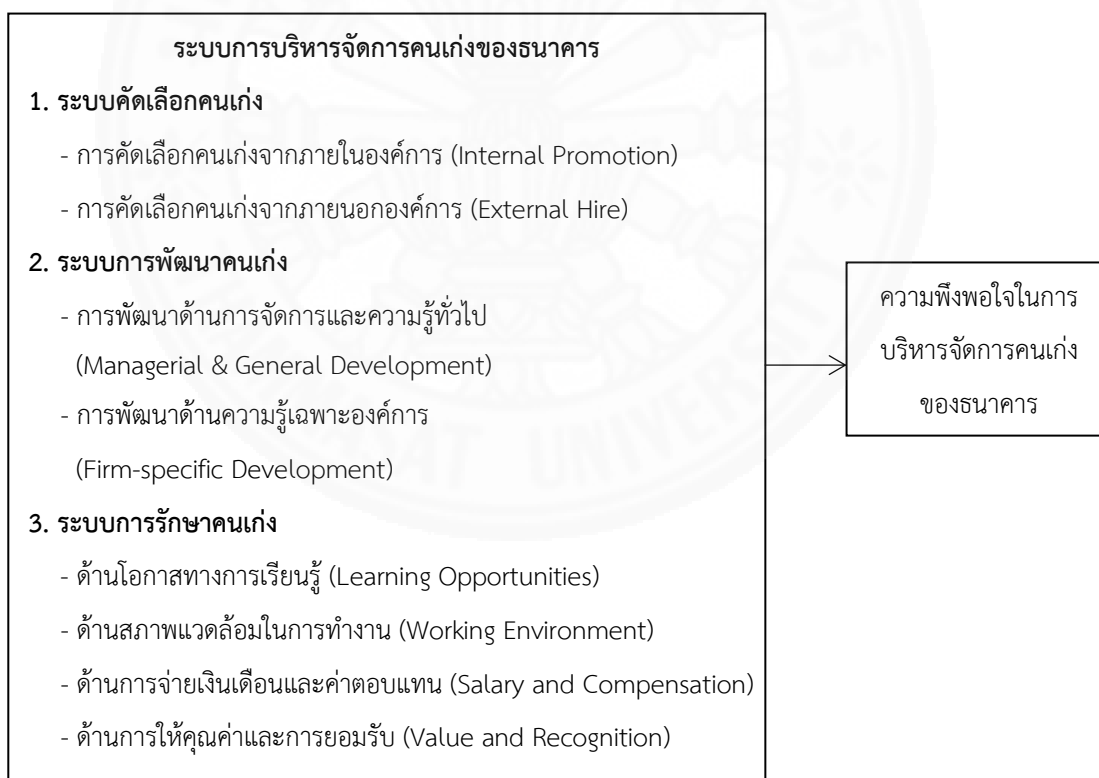 ระบบการบริหารจัดการคนเก่งของธนาคาร
1. ระบบคัดเลือกคนเก่ง
- การคัดเลือกคนเก่งจากภายในองค์การ (Internal Promotion)
- การคัดเลือกคนเก่งจากภายนอกองค์การ (External Hire)
2. ระบบการพัฒนาคนเก่ง
- การพัฒนาด้านการจัดการและความรู้ทั่วไป
(Managerial & General Development)
- การพัฒนาด้านความรู้เฉพาะองค์การ
(Firm-specific Development)
3. ระบบการรักษาคนเก่ง
- ด้านโอกาสทางการเรียนรู้ (Learning Opportunities)
- ด้านสภาพแวดล้อมในการทำงาน (Working Environment)
- ด้านการจ่ายเงินเดือนและค่าตอบแทน (Salary and Compensation)
- ด้านการให้คุณค่าและการยอมรับ (Value and Recognition)
ความพึงพอใจในการ
บริหารจัดการคนเก่ง
ของธนาคาร